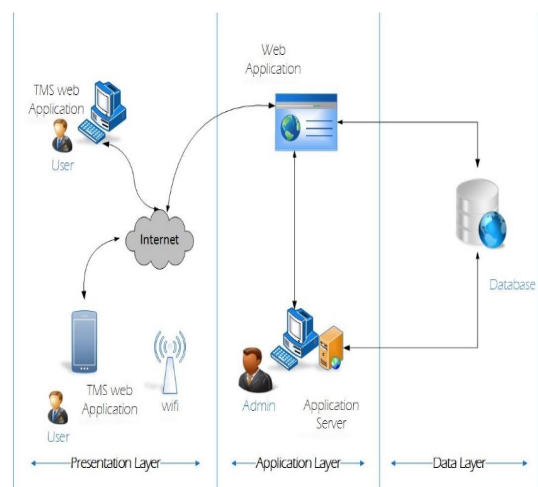 Web
Application
TMS web
Application
User
Internet
Database
TMS web
Application
wifi
User
Admin
Application
Server
Presentation Layer
Application Layer
Data Layer